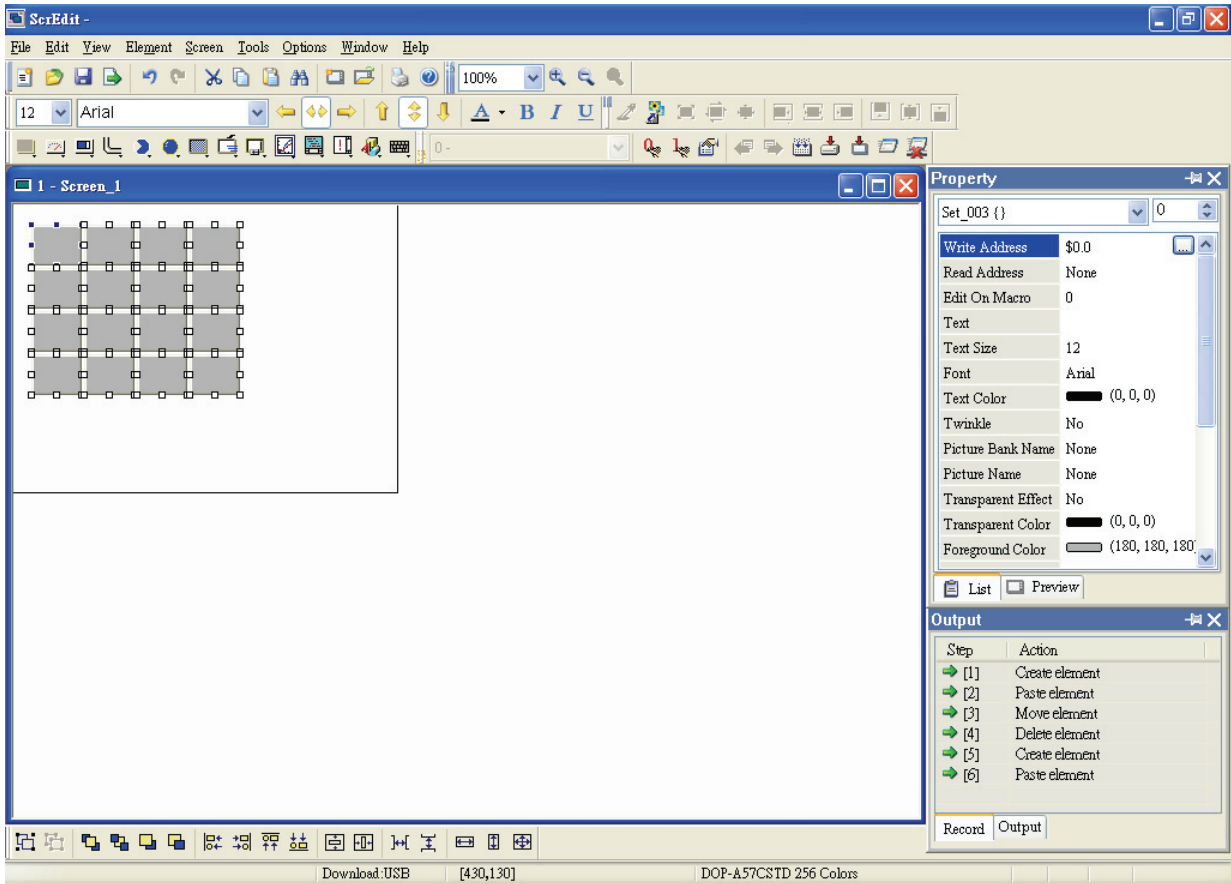 ScrEdit -
File Edit View Element Screen Tools Options Window Help
100%
12 Arial A B I U
0 -
1 - Screen_1
Property
Set_003 {} 0
Write Address $0.0 ...
Read Address None
Edit On Macro 0
Text
Text Size 12
Font Arial
Text Color (0, 0, 0)
Twinkle No
Picture Bank Name None
Picture Name None
Transparent Effect No
Transparent Color (0, 0, 0)
Foreground Color (180, 180, 180)
List Preview
Output
Step Action
[1] Create element
[2] Paste element
[3] Move element
[4] Delete element
[5] Create element
[6] Paste element
Record Output
Download:USB [430,130] DOP-A57CSTD 256 Colors